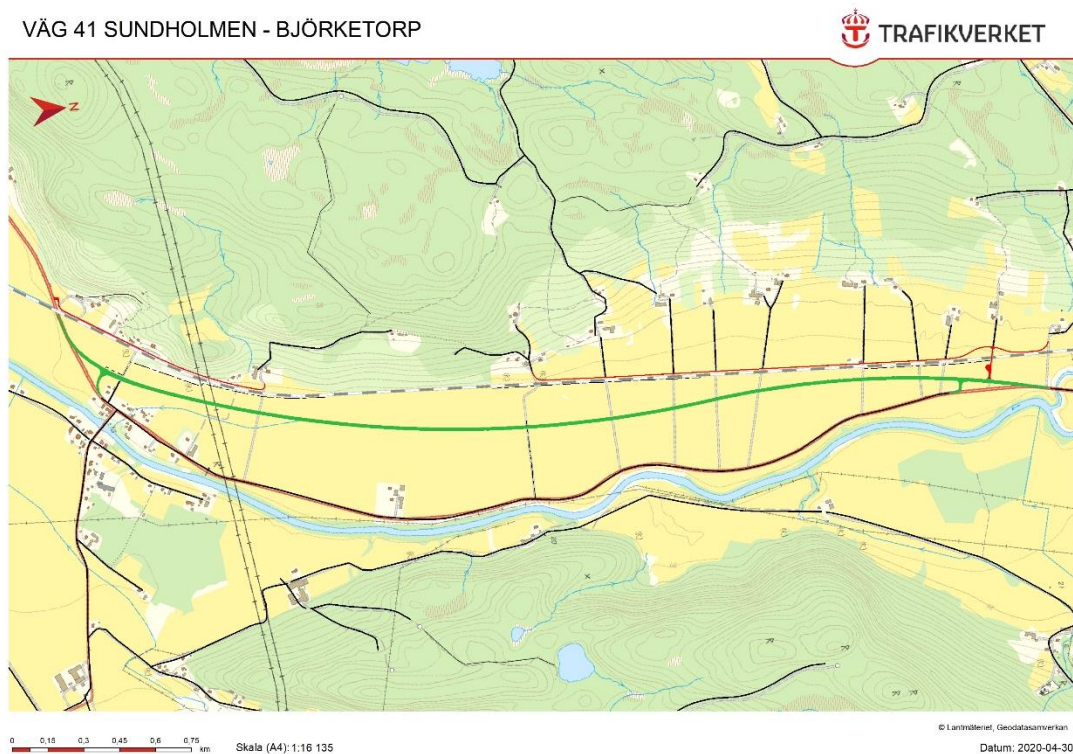 VÄG 41 SUNDHOLMEN - BJÖRKETORP
TRAFIKVERKET
N
© Lantmäteriet, Geodatasamverkan
0 0,15 0,3 0,45 0,6 0,75
km
Skala (A4): 1:16 135
Datum: 2020-04-30